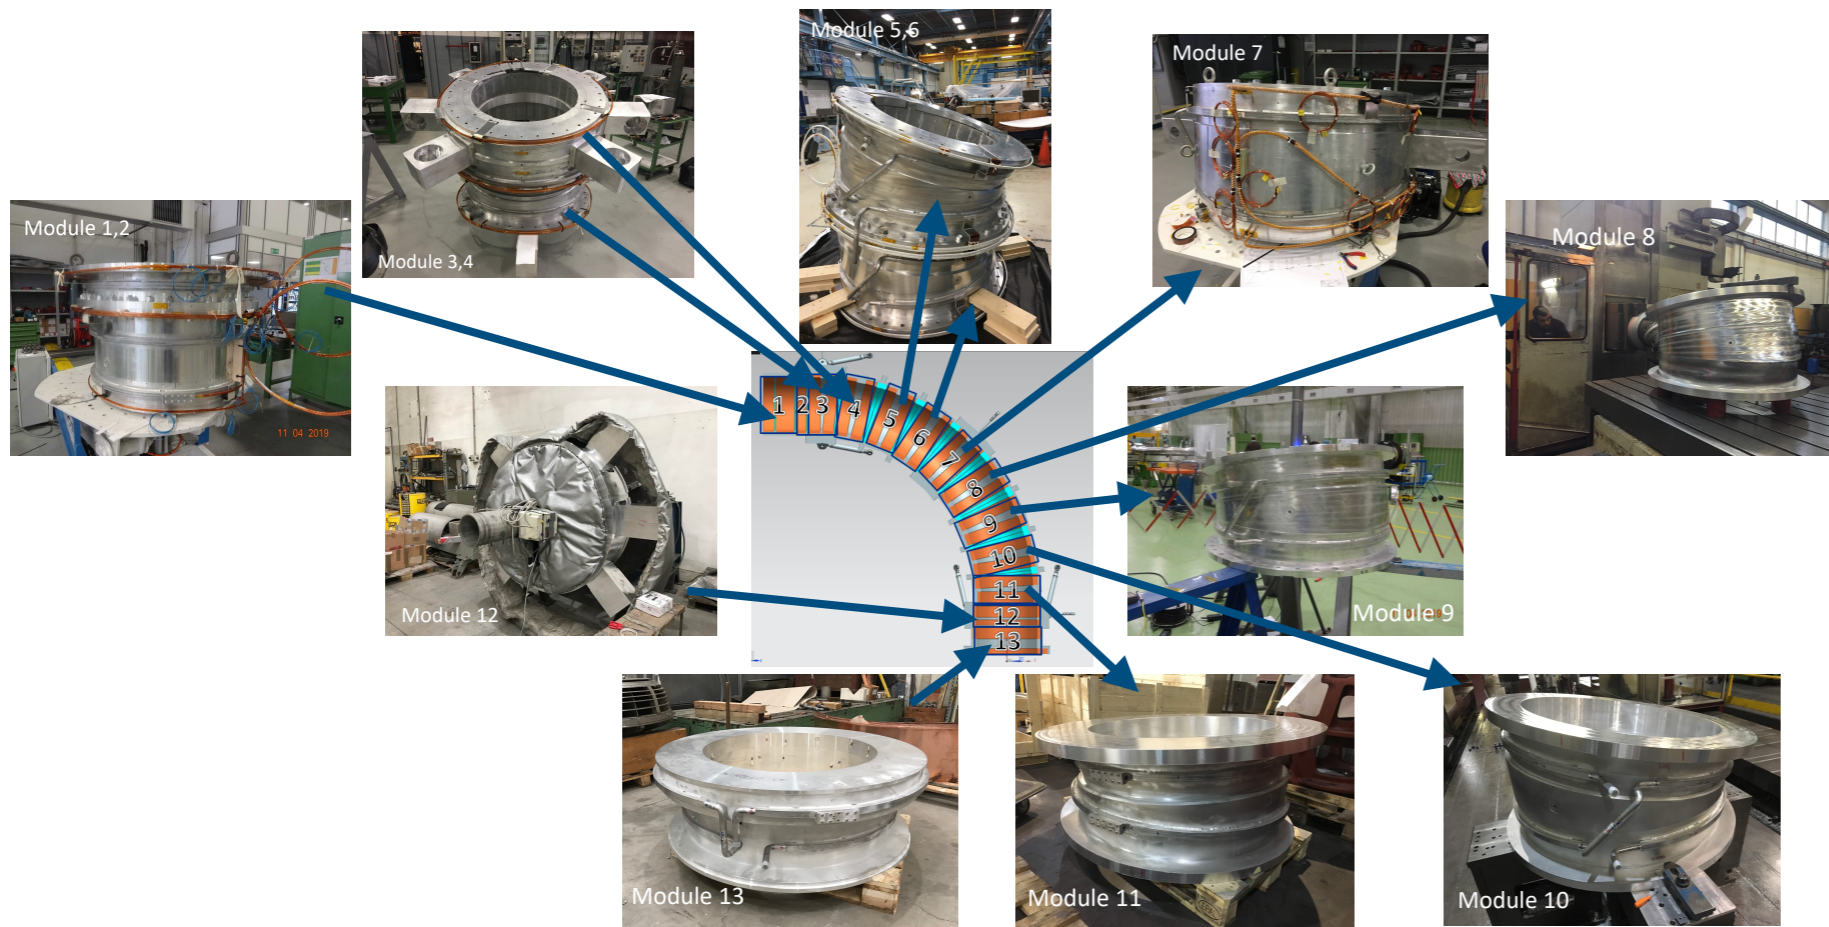 Module 5,6
Module 7
Module 1,2
Module 3,4
Module 8
11 04 2019
1
2
3
4
5
6
7
8
9
10
11
12
13
Module 12
Module 9
Module 13
Module 11
Module 10